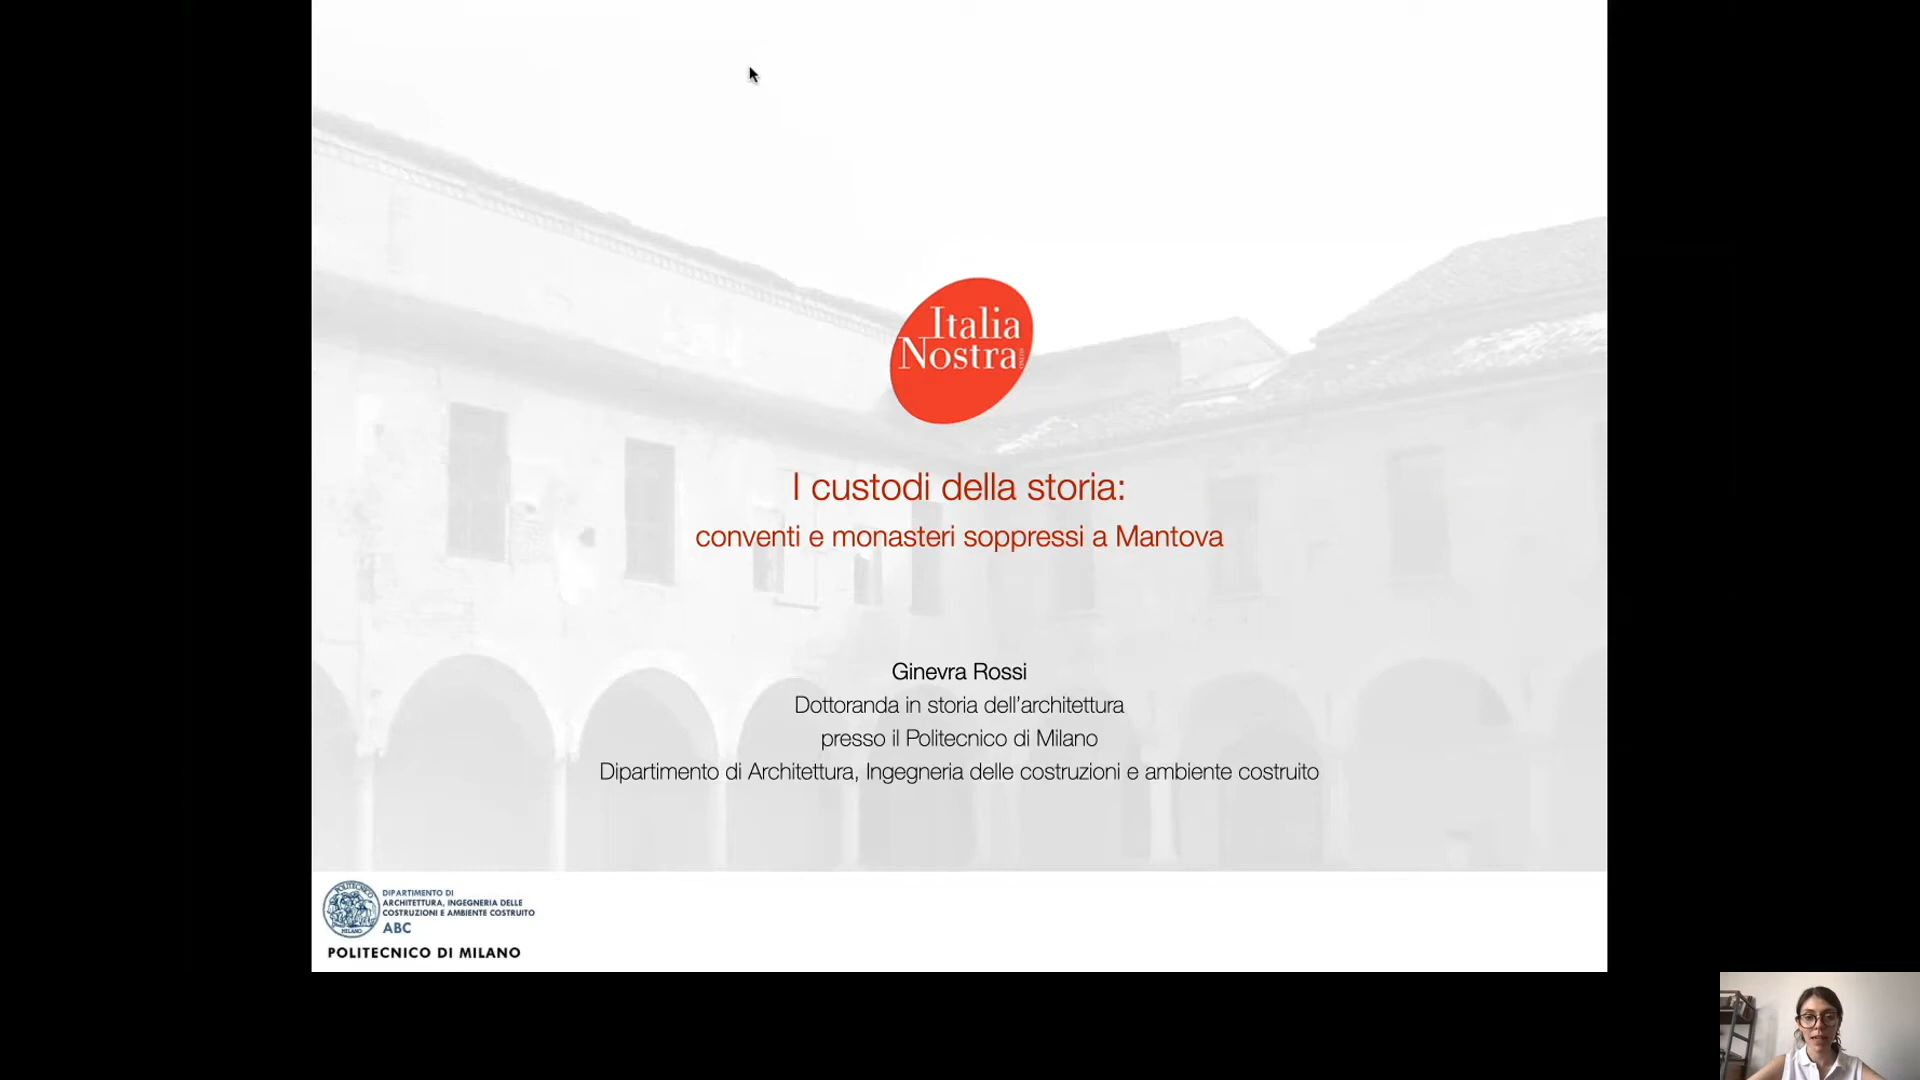 Italia
Nostra
I custodi della storia:
conventi e monasteri soppressi a Mantova
Ginevra Rossi
Dottoranda in storia dell'architettura
presso il Politecnico di Milano
Dipartimento di Architettura, Ingegneria delle costruzioni e ambiente costruito
DIPARTIMENTO DI
ARCHITETTURA, INGEGNERIA DELLE
COSTRUZIONI E AMBIENTE COSTRUITO
ABC
POLITECNICO DI MILANO